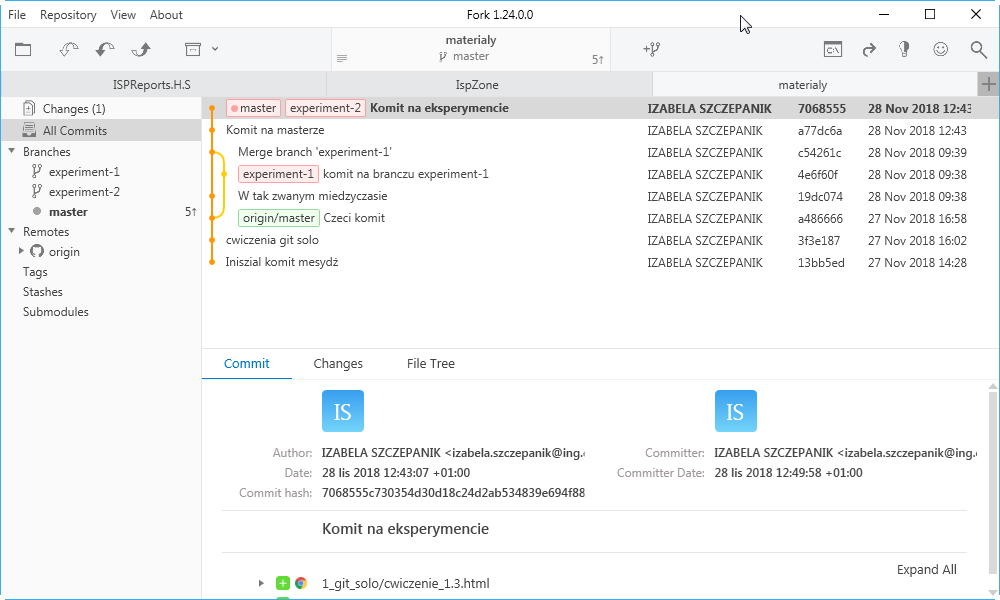 File Repository View About Fork 1.24.0.0
materialy
master 5↑
ISPReports.H.S IspZone materialy
Changes (1)
All Commits
Branches
experiment-1
experiment-2
master 5↑
Remotes
origin
Tags
Stashes
Submodules
master experiment-2 Komit na eksperymencie IZABELA SZCZEPANIK 7068555 28 Nov 2018 12:43
Komit na masterze IZABELA SZCZEPANIK a77dc6a 28 Nov 2018 12:43
Merge branch 'experiment-1' IZABELA SZCZEPANIK c54261c 28 Nov 2018 09:39
experiment-1 komit na branczu experiment-1 IZABELA SZCZEPANIK 4e6f60f 28 Nov 2018 09:38
W tak zwanym miedzyczasie IZABELA SZCZEPANIK 19dc074 28 Nov 2018 09:38
origin/master Czeci komit IZABELA SZCZEPANIK a486666 27 Nov 2018 16:58
cwiczenia git solo IZABELA SZCZEPANIK 3f3e187 27 Nov 2018 16:02
Iniszial komit mesydż IZABELA SZCZEPANIK 13bb5ed 27 Nov 2018 14:28
Commit Changes File Tree
IS IS
Author: IZABELA SZCZEPANIK <izabela.szczepanik@ing. Committer: IZABELA SZCZEPANIK <izabela.szczepanik@ing.
Date: 28 lis 2018 12:43:07 +01:00 Committer Date: 28 lis 2018 12:49:58 +01:00
Commit hash: 7068555c730354d30d18c24d2ab534839e694f88
Komit na eksperymencie
Expand All
1_git_solo/cwiczenie_1.3.html